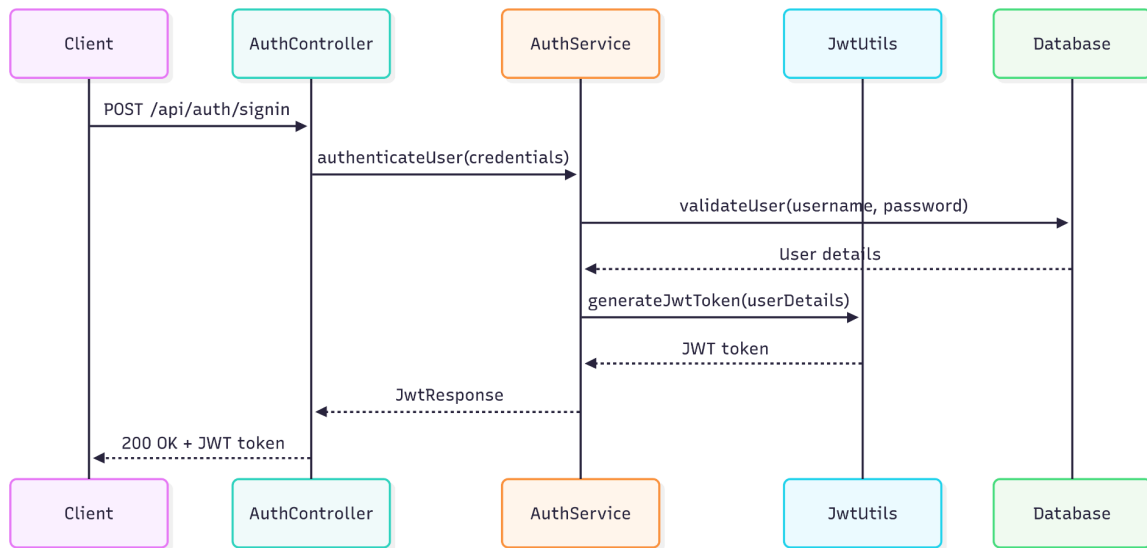 Client
AuthController
AuthService
JwtUtils
Database
POST /api/auth/signin
authenticateUser(credentials)
validateUser(username, password)
User details
generateJwtToken(userDetails)
JWT token
JwtResponse
200 OK + JWT token
Client
AuthController
AuthService
JwtUtils
Database